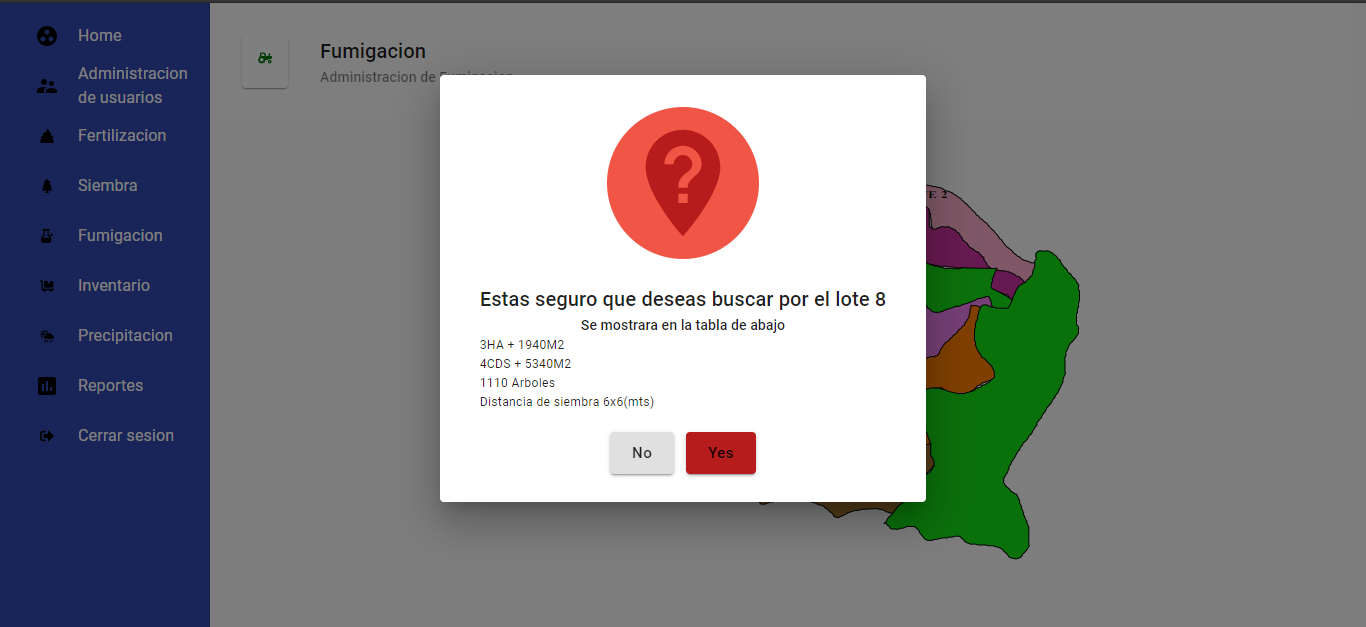 Home
Administracion
de usuarios
Fertilizacion
Siembra
Fumigacion
Inventario
Precipitacion
Reportes
Cerrar sesion
Fumigacion
Administracion de Fumigacion
E 2
?
Estas seguro que deseas buscar por el lote 8
Se mostrara en la tabla de abajo
3HA + 1940M2
4CDS + 5340M2
1110 Arboles
Distancia de siembra 6x6(mts)
No
Yes